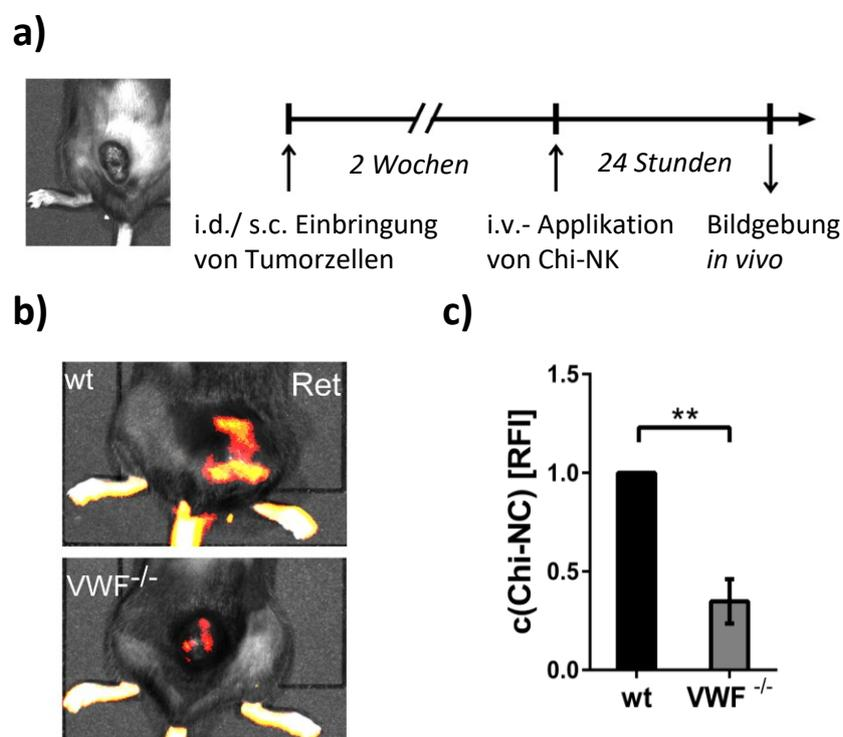 a)
2 Wochen
24 Stunden
i.d./ s.c. Einbringung
von Tumorzellen
i.v.- Applikation
von Chi-NK
Bildgebung
in vivo
b)
wt
Ret
VWF-/-
c)
c(Chi-NC) [RFI]
1.5
**
1.0
0.5
0.0
wt
VWF -/-